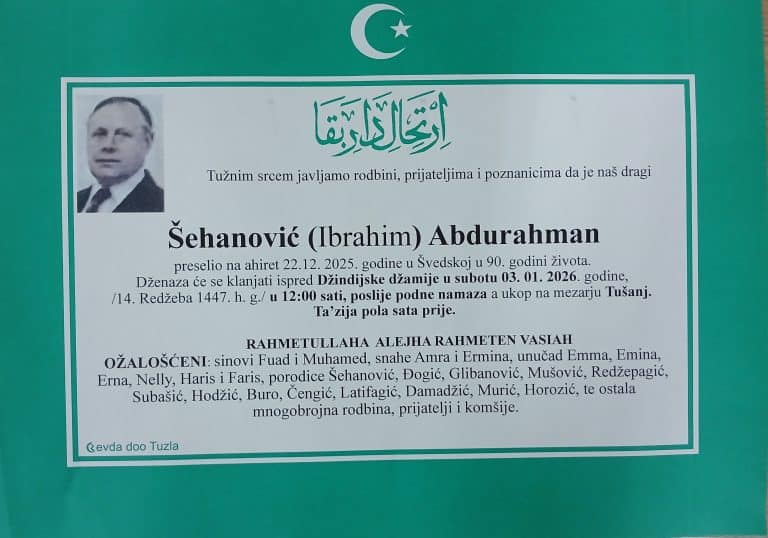 اِرْتِحَالِ دَارِ بَقَا
Tužnim srcem javljamo rodbini, prijateljima i poznanicima da je naš dragi
Šehanović (Ibrahim) Abdurahman
preselio na ahiret 22.12. 2025. godine u Švedskoj u 90. godini života.
Dženaza će se klanjati ispred Džindijske džamije u subotu 03. 01. 2026. godine,
/14. Redžeba 1447. h. g./ u 12:00 sati, poslije podne namaza a ukop na mezarju Tušanj.
Ta’zija pola sata prije.
RAHMETULLAHA ALEJHA RAHMETEN VASIAH
OŽALOŠĆENI: sinovi Fuad i Muhamed, snahe Amra i Ermina, unučad Emma, Emina,
Erna, Nelly, Haris i Faris, porodice Šehanović, Đogić, Glibanović, Mušović, Redžepagić,
Subašić, Hodžić, Buro, Čengić, Latifagić, Damadžić, Murić, Horozić, te ostala
mnogobrojna rodbina, prijatelji i komšije.
evda doo Tuzla